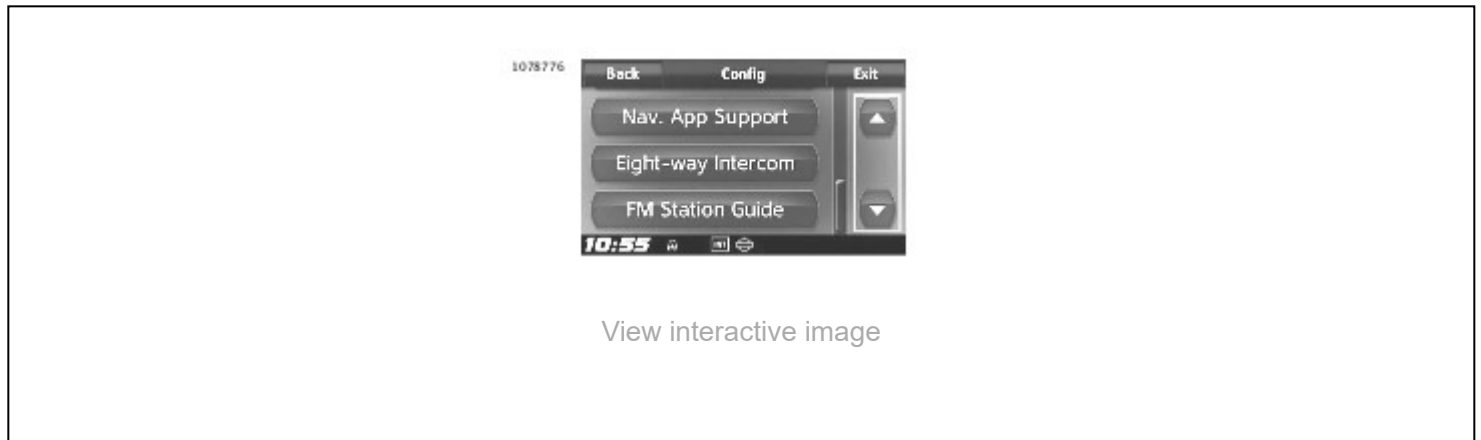 1078776
Back Config Exit
Nav. App Support
Eight-way Intercom
FM Station Guide
10:55
View interactive image